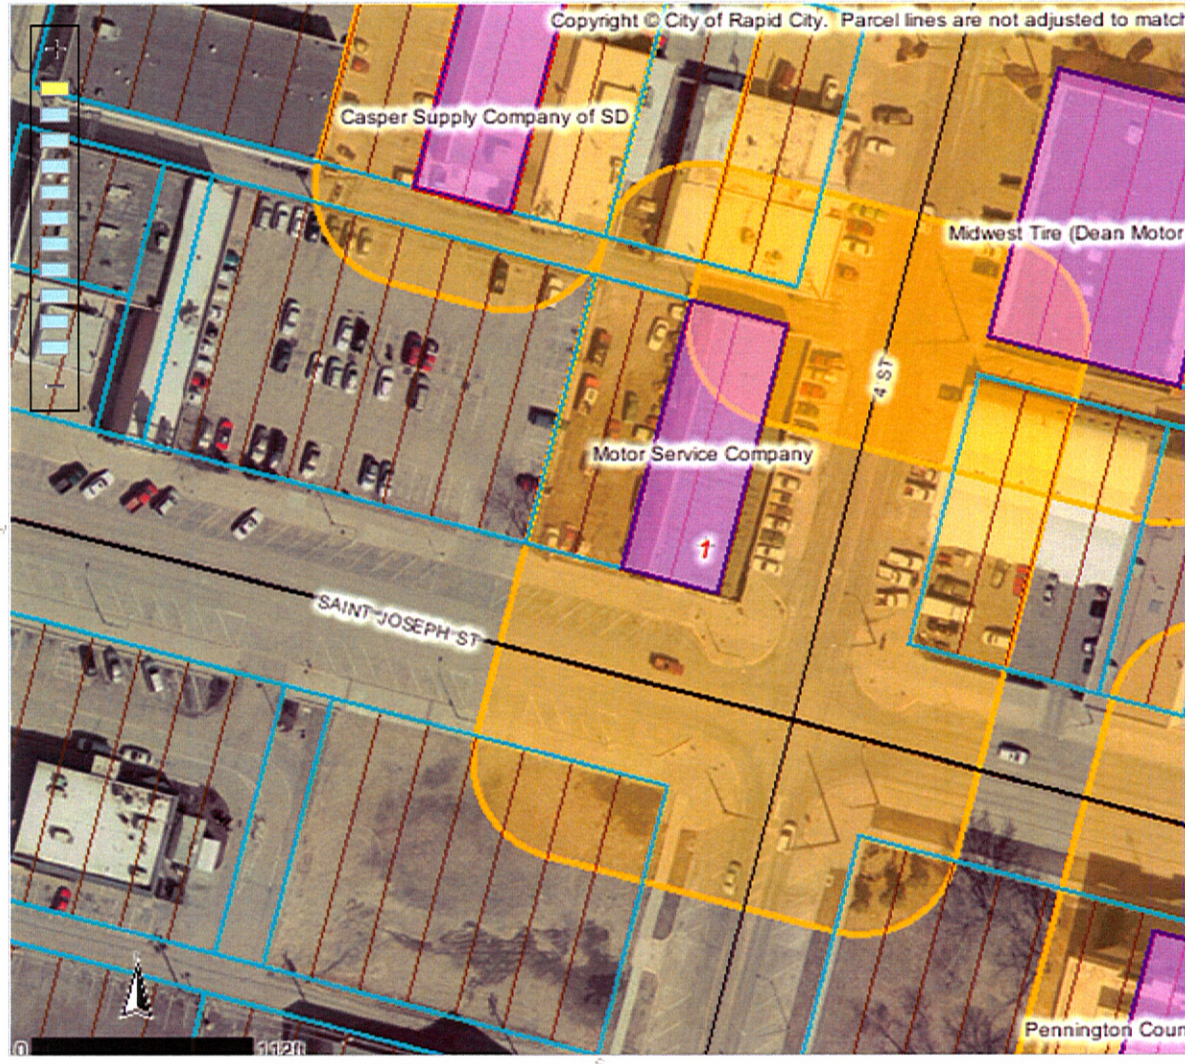 Copyright © City of Rapid City. Parcel lines are not adjusted to match
Casper Supply Company of SD
Midwest Tire (Dean Motor
4 ST
Motor Service Company
1
SAINT JOSEPH ST
Pennington Coun
0 112ft